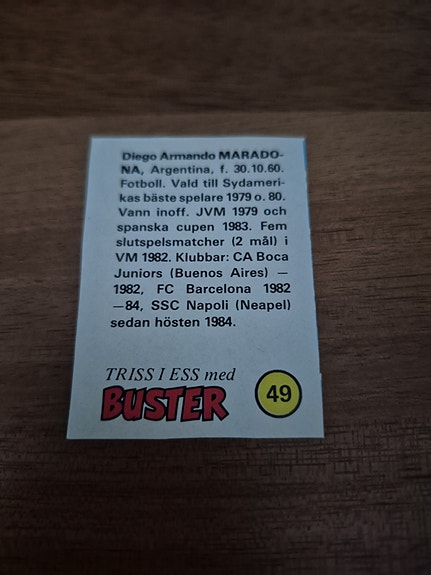 Diego Armando MARADO-
NA, Argentina, f. 30.10.60.
Fotboll. Vald till Sydameri-
kas bäste spelare 1979 o. 80.
Vann inoff. JVM 1979 och
spanska cupen 1983. Fem
slutspelsmatcher (2 mål) i
VM 1982. Klubbar: CA Boca
Juniors (Buenos Aires) —
1982, FC Barcelona 1982
—84, SSC Napoli (Neapel)
sedan hösten 1984.
TRISS I ESS med
BUSTER
49